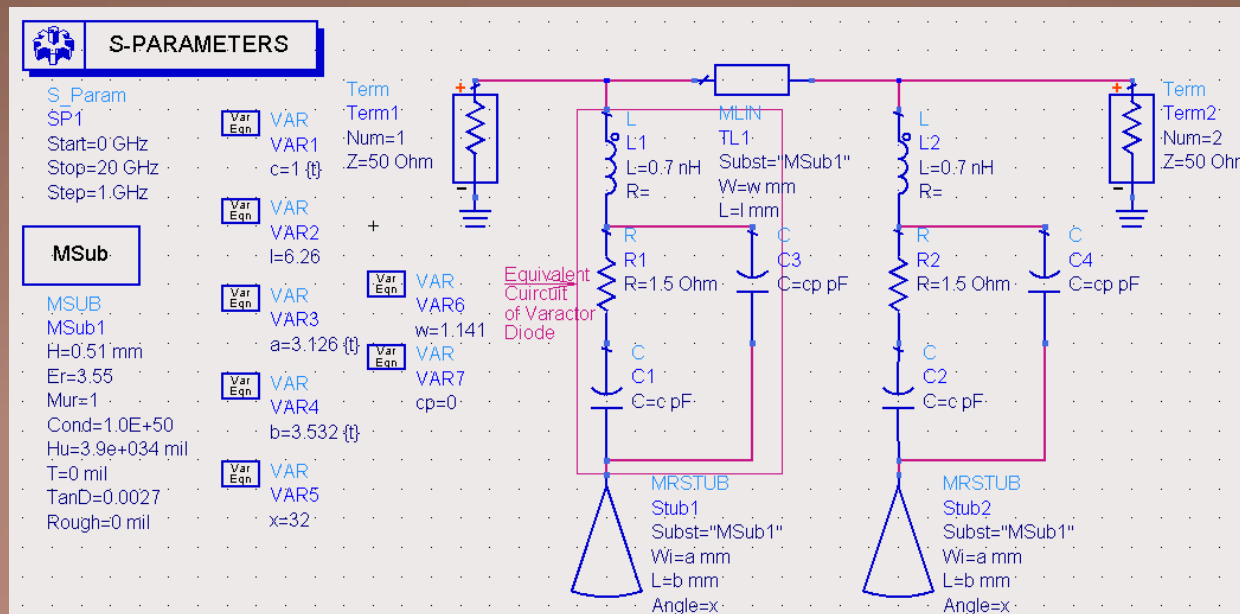 S-PARAMETERS
S_Param
SP1
Start=0 GHz
Stop=20 GHz
Step=1 GHz
MSub
MSUB
MSub1
H=0.51 mm
Er=3.55
Mur=1
Cond=1.0E+50
Hu=3.9e+034 mil
T=0 mil
TanD=0.0027
Rough=0 mil
Var
Eqn
VAR
VAR1
c=1 {t}
Var
Eqn
VAR
VAR2
l=6.26
Var
Eqn
VAR
VAR3
a=3.126 {t}
Var
Eqn
VAR
VAR4
b=3.532 {t}
Var
Eqn
VAR
VAR5
x=32
Var
Eqn
VAR
VAR6
w=1.141
Var
Eqn
VAR
VAR7
cp=0
Term
Term1
Num=1
Z=50 Ohm
+
-
Equivalent
Cuircuit
of Varactor
Diode
L
L1
L=0.7 nH
R=
R
R1
R=1.5 Ohm
C
C1
C=c pF
C
C3
C=cp pF
MLIN
TL1
Subst="MSub1"
W=w mm
L=l mm
MRSTUB
Stub1
Subst="MSub1"
Wi=a mm
L=b mm
Angle=x
L
L2
L=0.7 nH
R=
R
R2
R=1.5 Ohm
C
C2
C=c pF
C
C4
C=cp pF
MRSTUB
Stub2
Subst="MSub1"
Wi=a mm
L=b mm
Angle=x
+
-
Term
Term2
Num=2
Z=50 Ohm